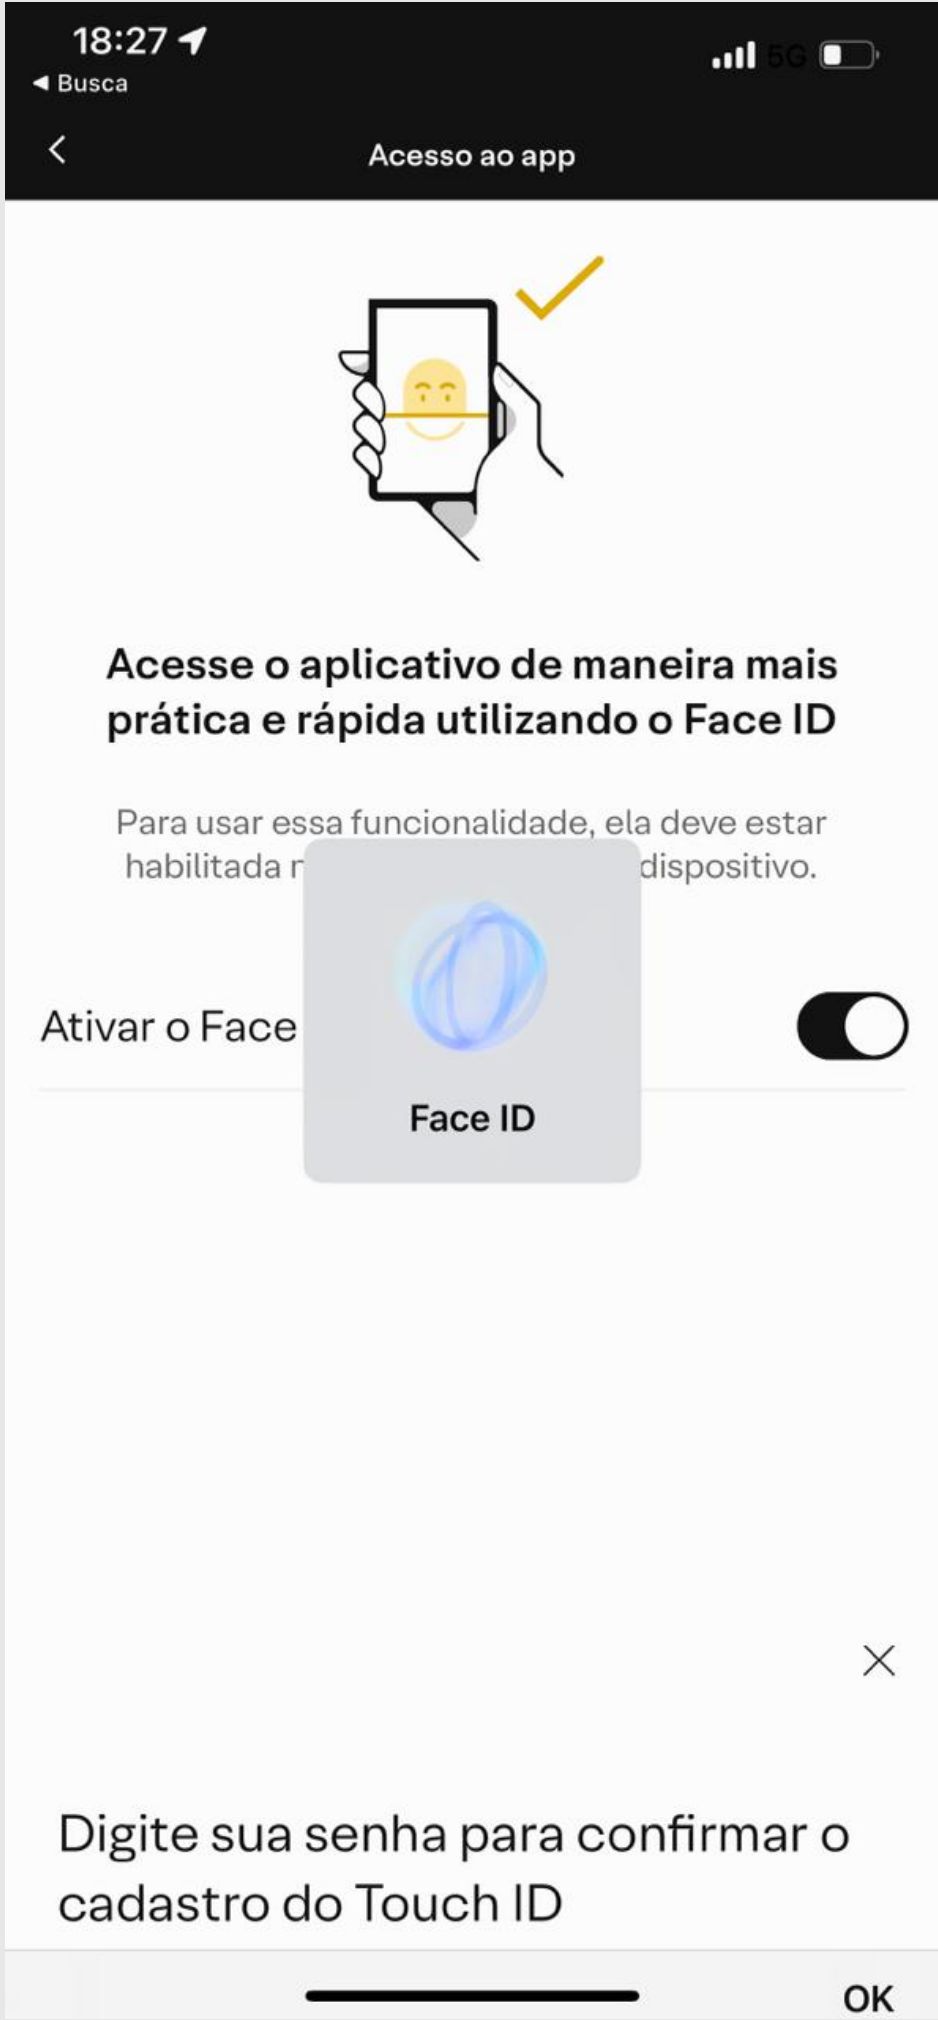 18:27
5G
Busca
Acesso ao app
Acesse o aplicativo de maneira mais
prática e rápida utilizando o Face ID
Para usar essa funcionalidade, ela deve estar
habilitada dispositivo.
Ativar o Face
Face ID
Digite sua senha para confirmar o
cadastro do Touch ID
OK